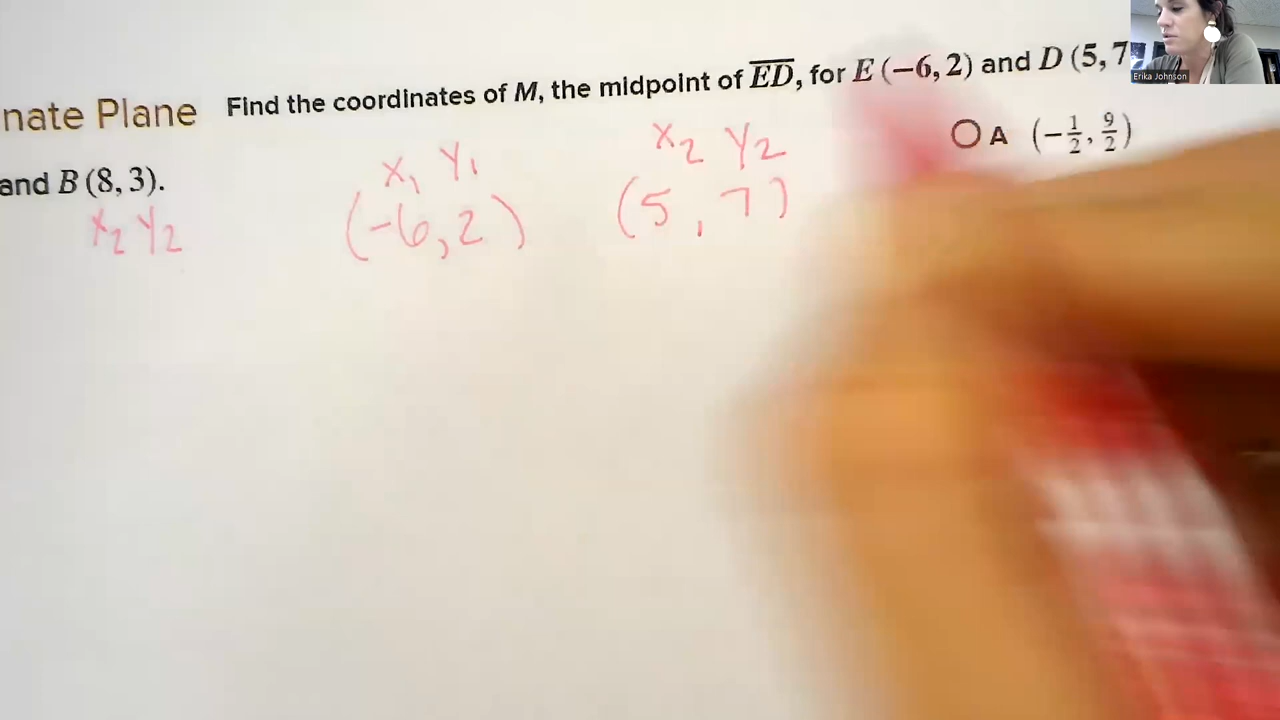 nate Plane
and B (8, 3).
x₂ y₂
Find the coordinates of M, the midpoint of \overline{ED}, for E (−6, 2) and D (5, 7
x₁ y₁
(-6, 2)
x₂ y₂
(5, 7)
A (−1/2, 9/2)
Erika Johnson